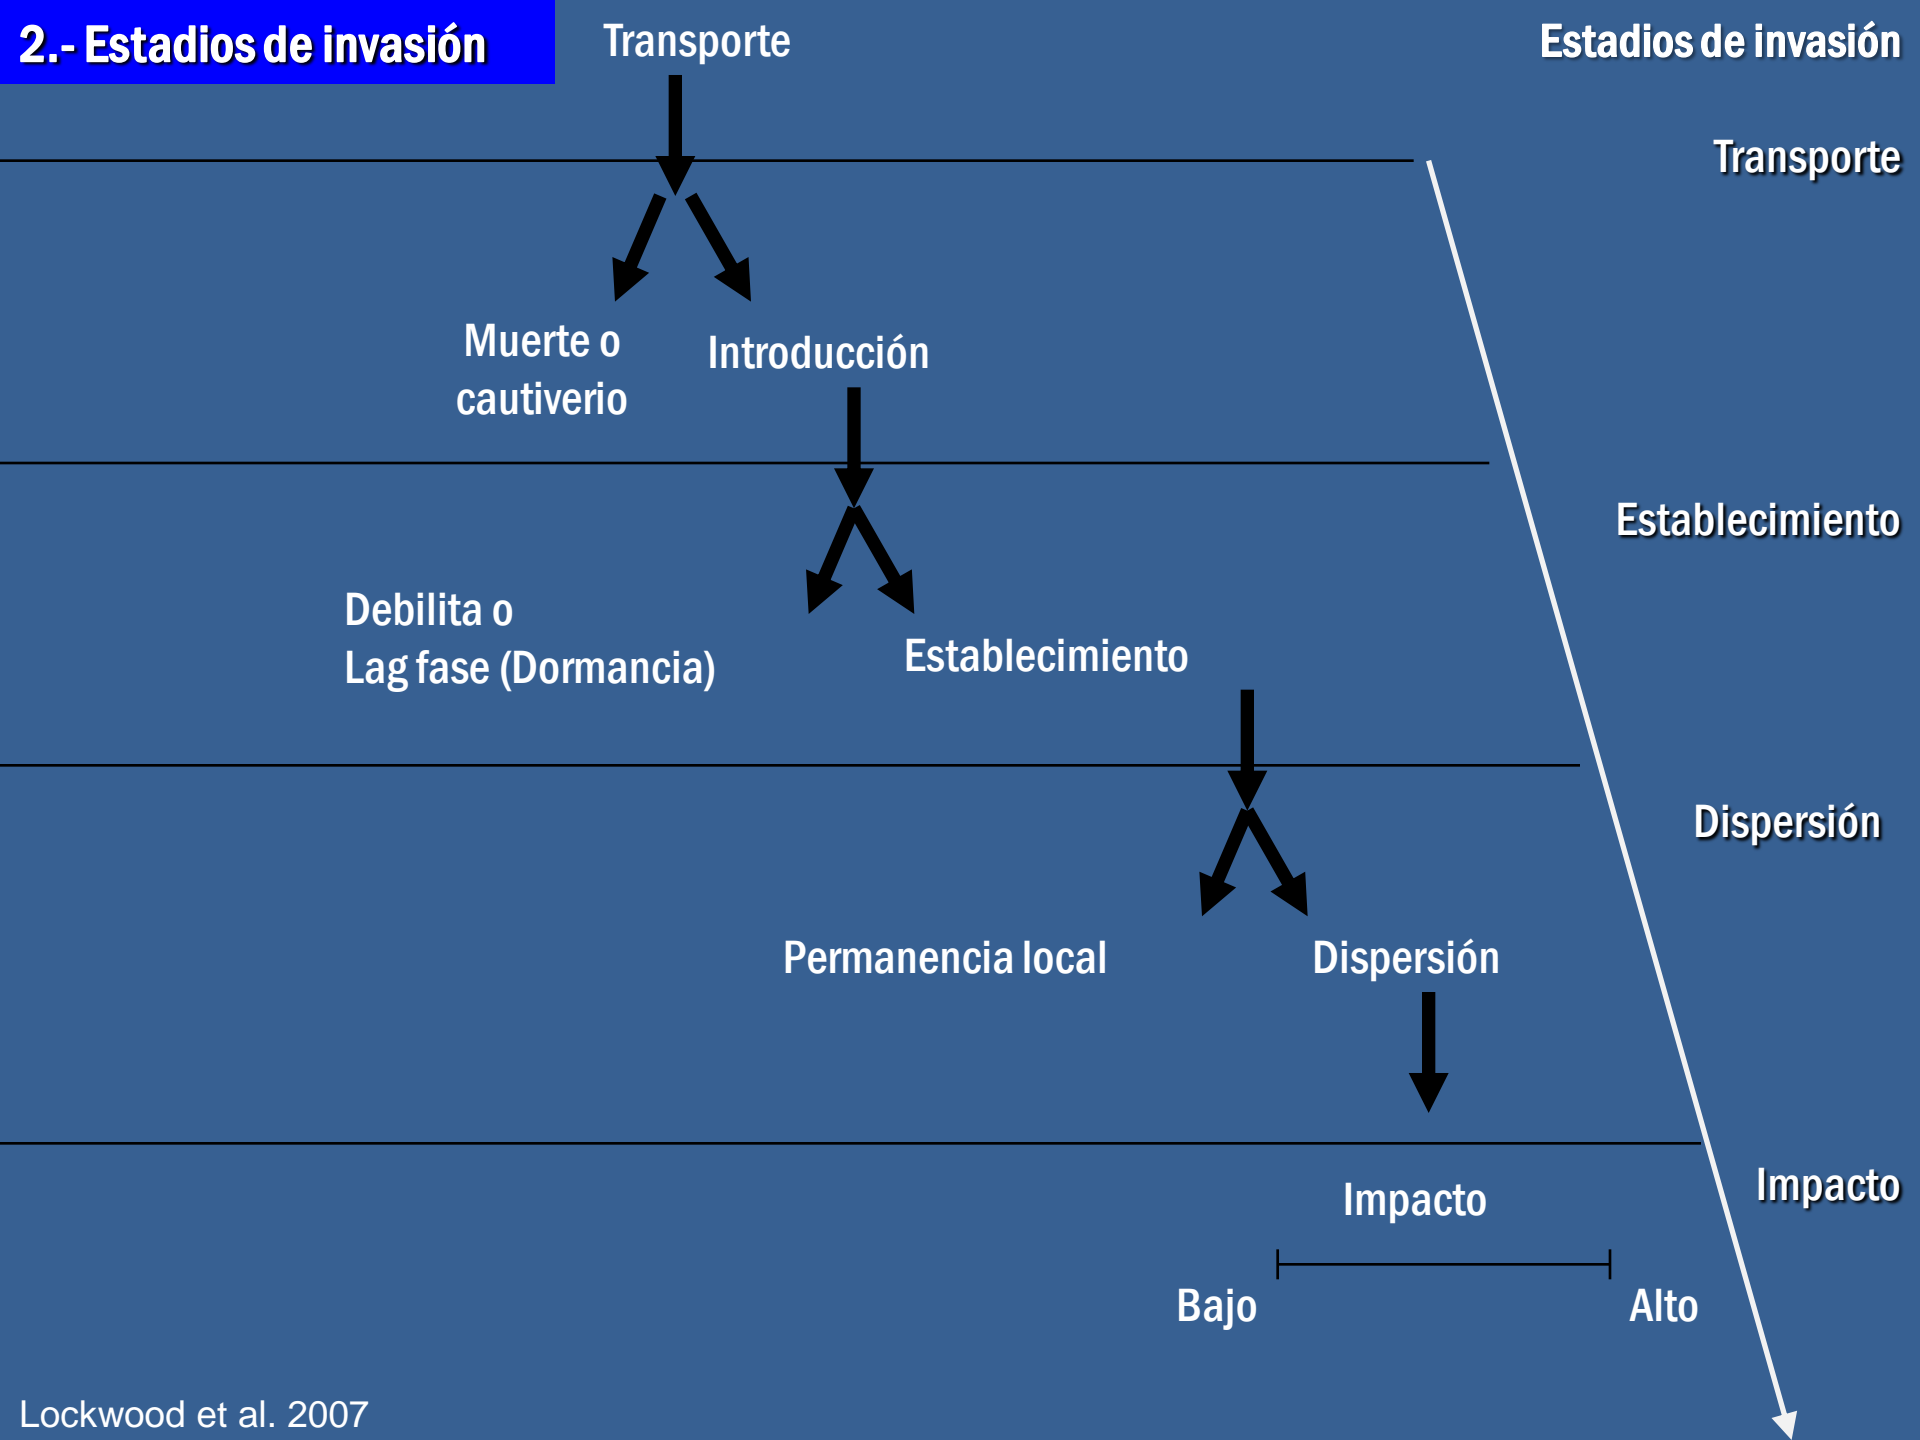 2.- Estadios de invasión
Transporte
Estadios de invasión
Transporte
Muerte o
cautiverio
Introducción
Establecimiento
Debilita o
Lag fase (Dormancia)
Establecimiento
Dispersión
Permanencia local
Dispersión
Impacto
Impacto
Bajo
Alto
Lockwood et al. 2007